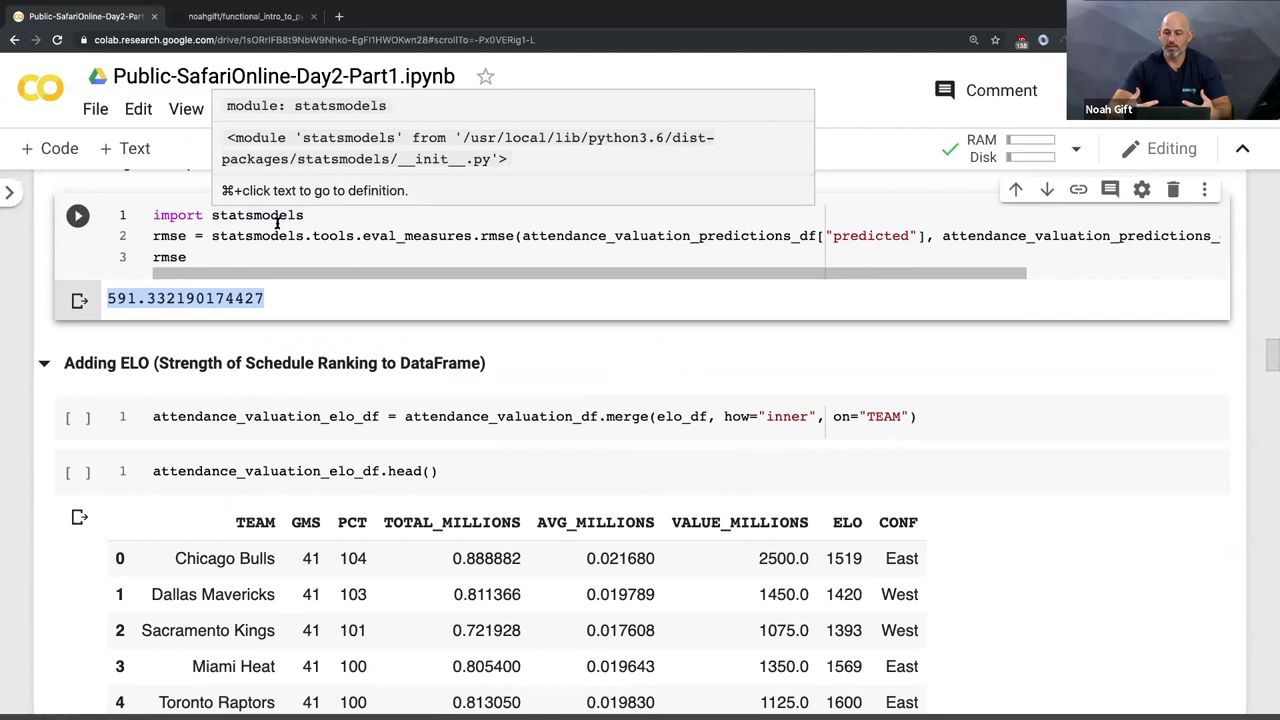 Public-SafariOnline-Day2-Part1
noahgift/functional_intro_to_py
colab.research.google.com/drive/1sORrIFB8t9NbW9Nhko-EgFI1HWOKwn28#scrollTo=-Px0VERig1-L
138
Public-SafariOnline-Day2-Part1.ipynb
Comment
Noah Gift
File Edit View
module: statsmodels
<module 'statsmodels' from '/usr/local/lib/python3.6/dist-
packages/statsmodels/__init__.py'>
⌘+click text to go to definition.
+ Code + Text
RAM
Disk
Editing
1 import statsmodels
2 rmse = statsmodels.tools.eval_measures.rmse(attendance_valuation_predictions_df["predicted"], attendance_valuation_predictions_
3 rmse
591.332190174427
Adding ELO (Strength of Schedule Ranking to DataFrame)
[ ] 1 attendance_valuation_elo_df = attendance_valuation_df.merge(elo_df, how="inner", on="TEAM")
[ ] 1 attendance_valuation_elo_df.head()
TEAM GMS PCT TOTAL_MILLIONS AVG_MILLIONS VALUE_MILLIONS ELO CONF
0 Chicago Bulls 41 104 0.888882 0.021680 2500.0 1519 East
1 Dallas Mavericks 41 103 0.811366 0.019789 1450.0 1420 West
2 Sacramento Kings 41 101 0.721928 0.017608 1075.0 1393 West
3 Miami Heat 41 100 0.805400 0.019643 1350.0 1569 East
4 Toronto Raptors 41 100 0.813050 0.019830 1125.0 1600 East